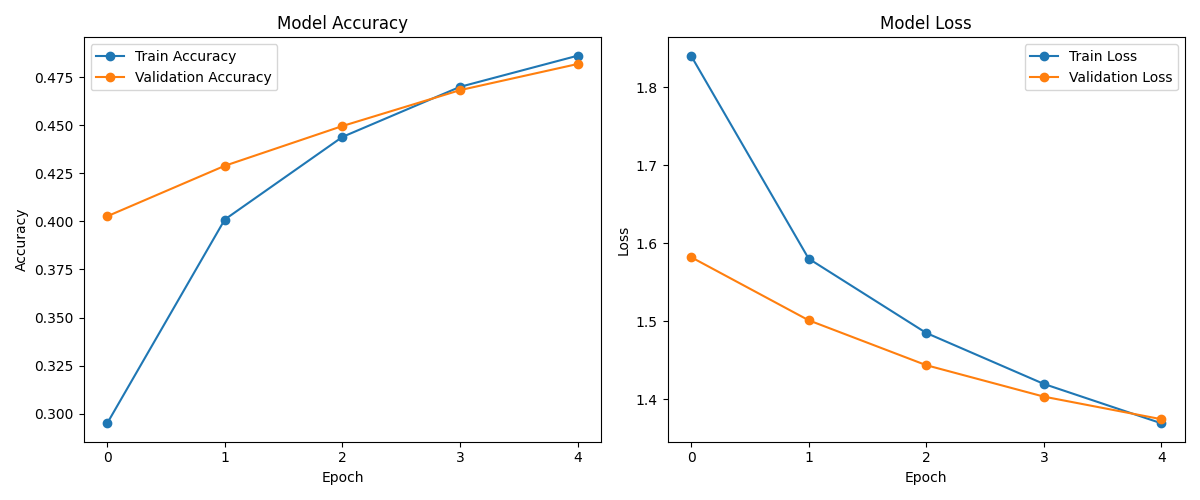 Model Accuracy
Train Accuracy
Validation Accuracy
0.475
0.450
0.425
0.400
0.375
0.350
0.325
0.300
Accuracy
0 1 2 3 4
Epoch
Model Loss
Train Loss
Validation Loss
1.8
1.7
1.6
1.5
1.4
Loss
0 1 2 3 4
Epoch